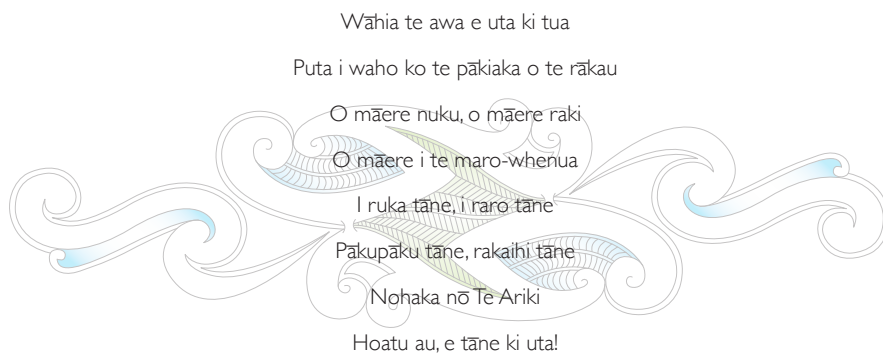 Wāhia te awa e uta ki tua
Puta i waho ko te pākiaka o te rākau
O māere nuku, o māere raki
O māere i te maro-whenua
I ruka tāne, i raro tāne
Pākupāku tāne, rakaihi tāne
Nohaka nō Te Ariki
Hoatu au, e tāne ki uta!